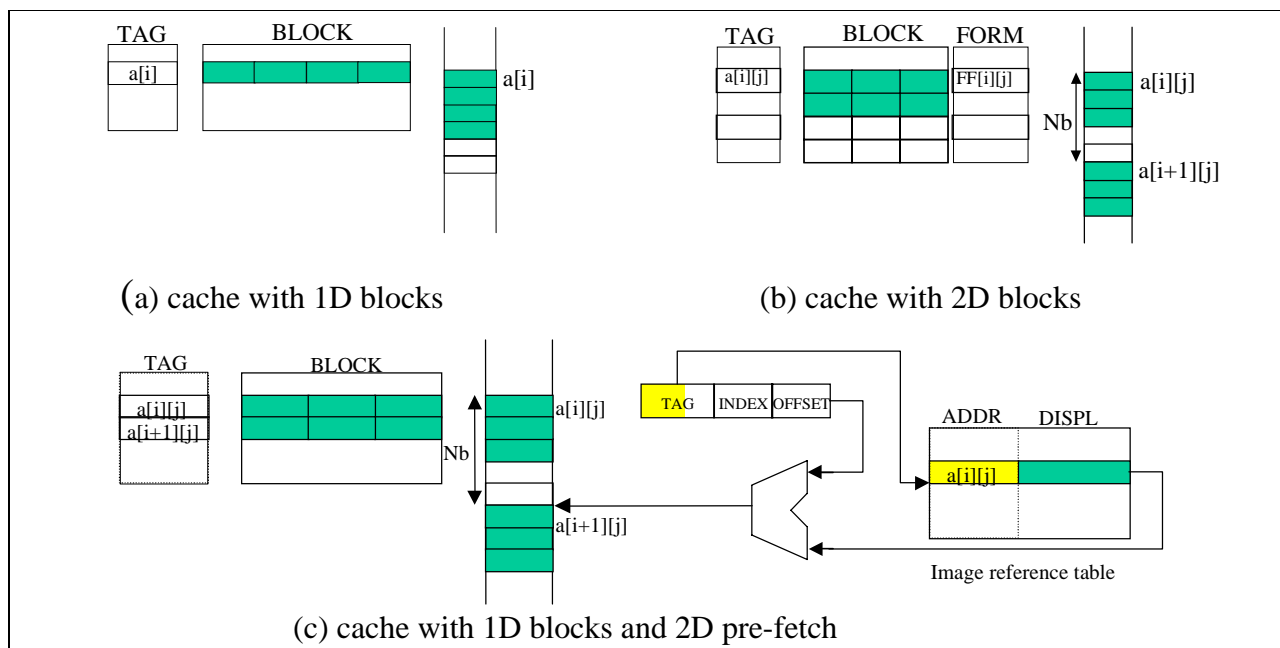 TAG BLOCK
a[i]
a[i]
(a) cache with 1D blocks
TAG BLOCK FORM
a[i][j] FF[i][j]
a[i][j]
Nb
a[i+1][j]
(b) cache with 2D blocks
TAG BLOCK
a[i][j]
a[i+1][j]
a[i][j]
Nb
a[i+1][j]
TAG INDEX OFFSET
ADDR DISPL
a[i][j]
Image reference table
(c) cache with 1D blocks and 2D pre-fetch